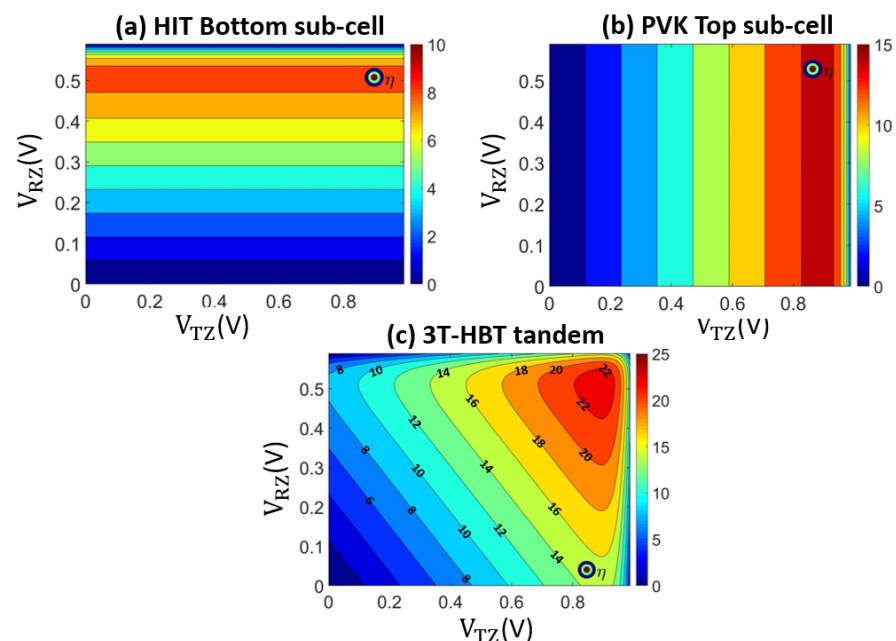 (a) HIT Bottom sub-cell
V_RZ(V)
0.5
0.4
0.3
0.2
0.1
0
0 0.2 0.4 0.6 0.8
V_TZ(V)
η
10
8
6
4
2
0
(b) PVK Top sub-cell
V_RZ(V)
0.5
0.4
0.3
0.2
0.1
0
0 0.2 0.4 0.6 0.8
V_TZ(V)
η
15
10
5
0
(c) 3T-HBT tandem
V_RZ(V)
0.5
0.4
0.3
0.2
0.1
0
0 0.2 0.4 0.6 0.8
V_TZ(V)
8 10 14 18 20 22
22
16
12
18
8 10 14 20
6 8 12 16
10 12 14
8
η
25
20
15
10
5
0